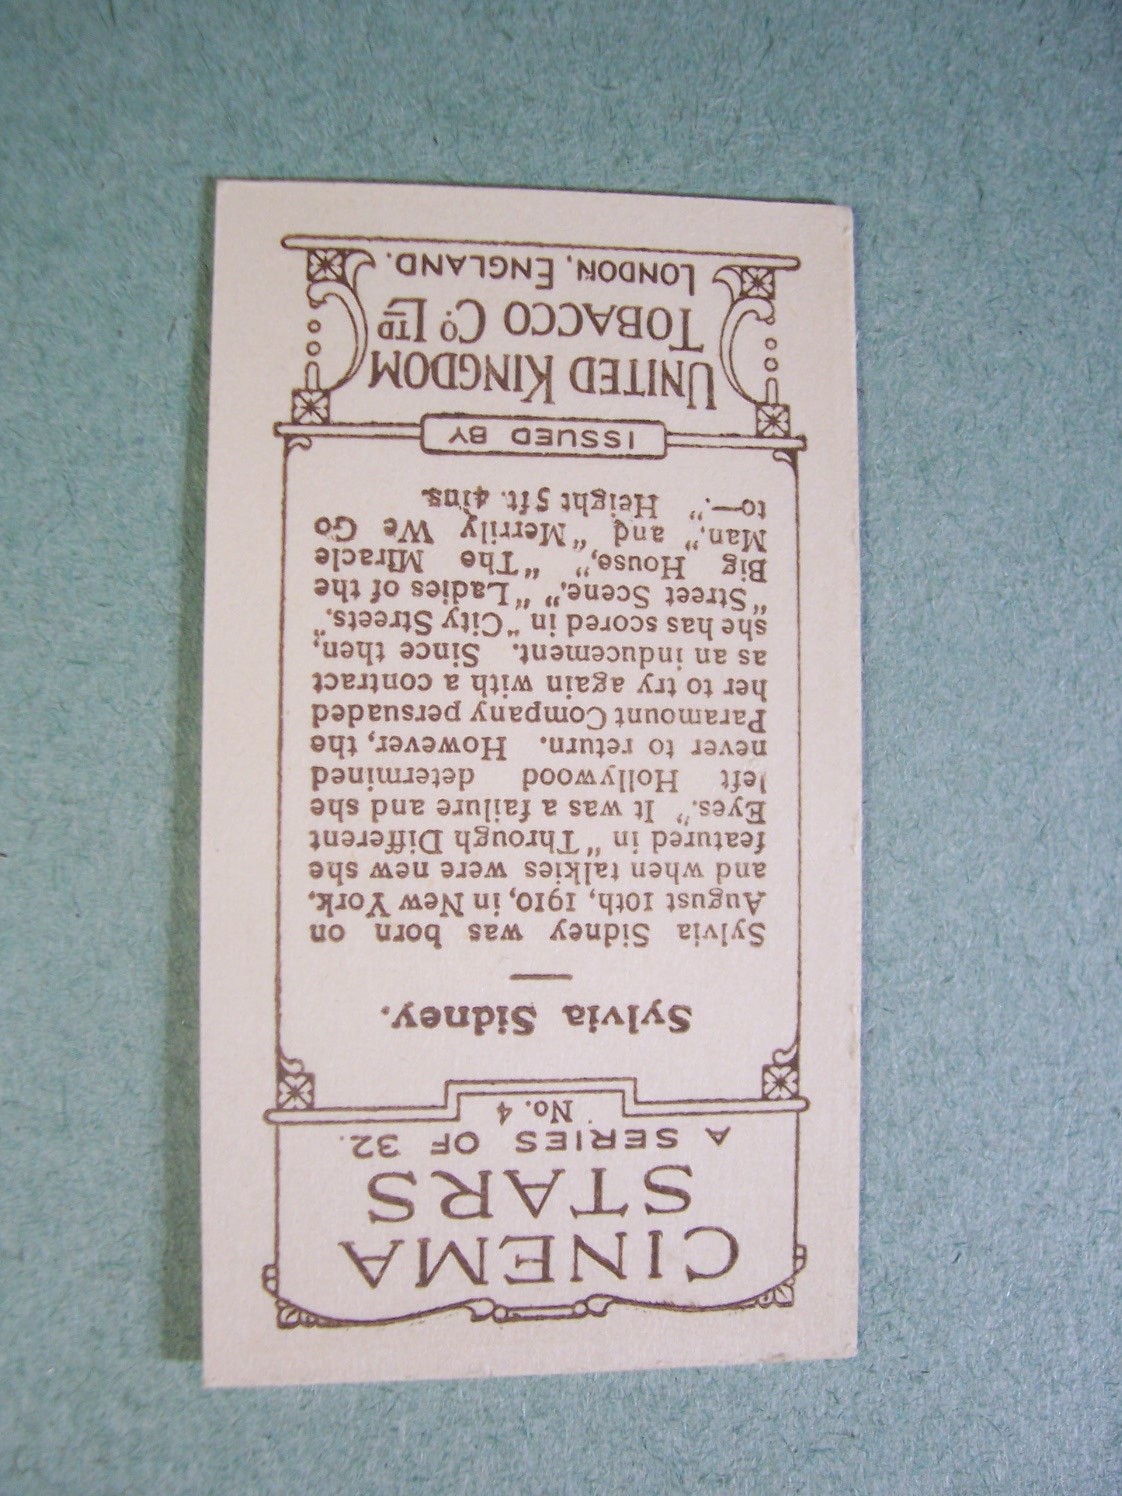 CINEMA
STARS
A SERIES OF 32.
No. 4
Sylvia Sidney.
Sylvia Sidney was born on
August 10th, 1910, in New York,
and when talkies were new she
featured in "Through Different
Eyes." It was a failure and she
left Hollywood determined
never to return. However, the
Paramount Company persuaded
her to try again with a contract
as an inducement. Since then,
she has scored in "City Streets,"
"Street Scene," "Ladies of the
Big House," "The Miracle
Man," and "Merrily We Go
to—." Height 5ft. 4ins.
ISSUED BY
UNITED KINGDOM
TOBACCO CO LTD
LONDON, ENGLAND.